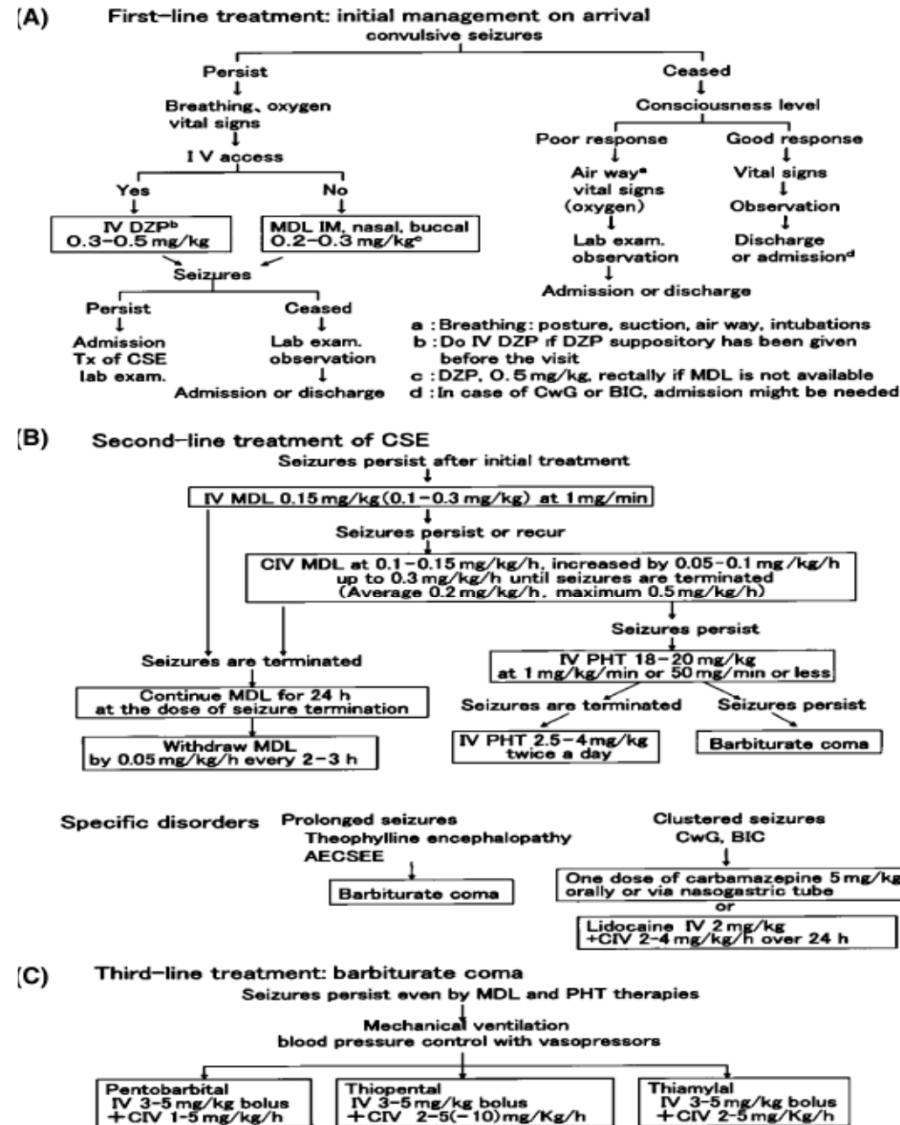 (A) First-line treatment: initial management on arrival
convulsive seizures
Persist
Ceased
Breathing, oxygen
vital signs
Consciousness level
IV access
Poor response
Good response
Yes
No
Air wayᵃ
vital signs
(oxygen)
Vital signs
IV DZPᵇ
0.3-0.5 mg/kg
MDL IM, nasal, buccal
0.2-0.3 mg/kgᶜ
Observation
Seizures
Lab exam.
observation
Discharge
or admissionᵈ
Persist
Ceased
Admission or discharge
Admission
Tx of CSE
lab exam.
Lab exam.
observation
Admission or discharge
a : Breathing: posture, suction, air way, intubations
b : Do IV DZP if DZP suppository has been given
before the visit
c : DZP, 0.5 mg/kg, rectally if MDL is not available
d : In case of CwG or BIC, admission might be needed
(B) Second-line treatment of CSE
Seizures persist after initial treatment
IV MDL 0.15 mg/kg (0.1-0.3 mg/kg) at 1 mg/min
Seizures persist or recur
CIV MDL at 0.1-0.15 mg/kg/h, increased by 0.05-0.1 mg/kg/h
up to 0.3 mg/kg/h until seizures are terminated
(Average 0.2 mg/kg/h, maximum 0.5 mg/kg/h)
Seizures persist
Seizures are terminated
IV PHT 18-20 mg/kg
at 1 mg/kg/min or 50 mg/min or less
Continue MDL for 24 h
at the dose of seizure termination
Seizures are terminated
Seizures persist
Withdraw MDL
by 0.05 mg/kg/h every 2-3 h
IV PHT 2.5-4 mg/kg
twice a day
Barbiturate coma
Specific disorders
Prolonged seizures
Theophylline encephalopathy
AECSEE
Barbiturate coma
Clustered seizures
CwG, BIC
One dose of carbamazepine 5 mg/kg
orally or via nasogastric tube
or
Lidocaine IV 2 mg/kg
+CIV 2-4 mg/kg/h over 24 h
(C) Third-line treatment: barbiturate coma
Seizures persist even by MDL and PHT therapies
Mechanical ventilation
blood pressure control with vasopressors
Pentobarbital
IV 3-5 mg/kg bolus
+CIV 1-5 mg/kg/h
Thiopental
IV 3-5 mg/kg bolus
+CIV 2-5(-10)mg/Kg/h
Thiamylal
IV 3-5 mg/kg bolus
+CIV 2-5 mg/Kg/h